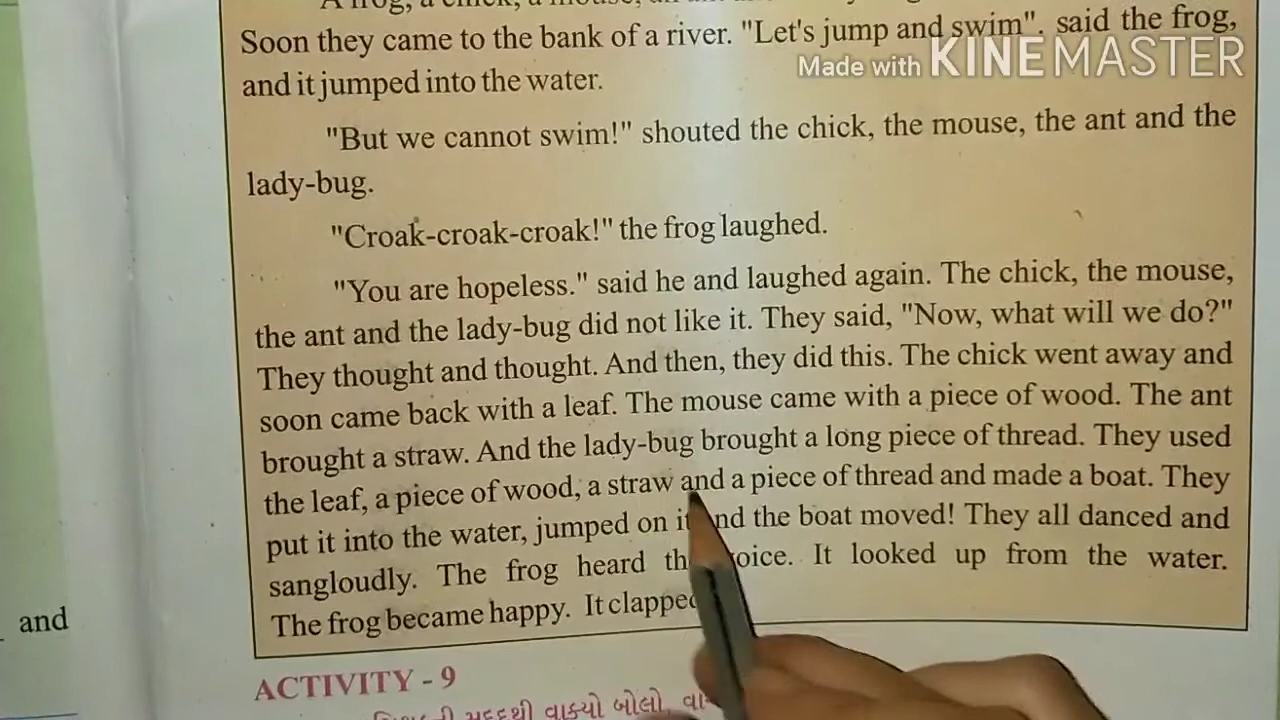 Soon they came to the bank of a river. "Let's jump and swim". said the frog,
Made with KINEMASTER
and it jumped into the water.
"But we cannot swim!" shouted the chick, the mouse, the ant and the
lady-bug.
"Croak-croak-croak!" the frog laughed.
"You are hopeless." said he and laughed again. The chick, the mouse,
the ant and the lady-bug did not like it. They said, "Now, what will we do?"
They thought and thought. And then, they did this. The chick went away and
soon came back with a leaf. The mouse came with a piece of wood. The ant
brought a straw. And the lady-bug brought a long piece of thread. They used
the leaf, a piece of wood, a straw and a piece of thread and made a boat. They
put it into the water, jumped on it and the boat moved! They all danced and
sangloudly. The frog heard the voice. It looked up from the water.
The frog became happy. It clapped
and
ACTIVITY - 9
મદદથી વાક્યો બોલો,